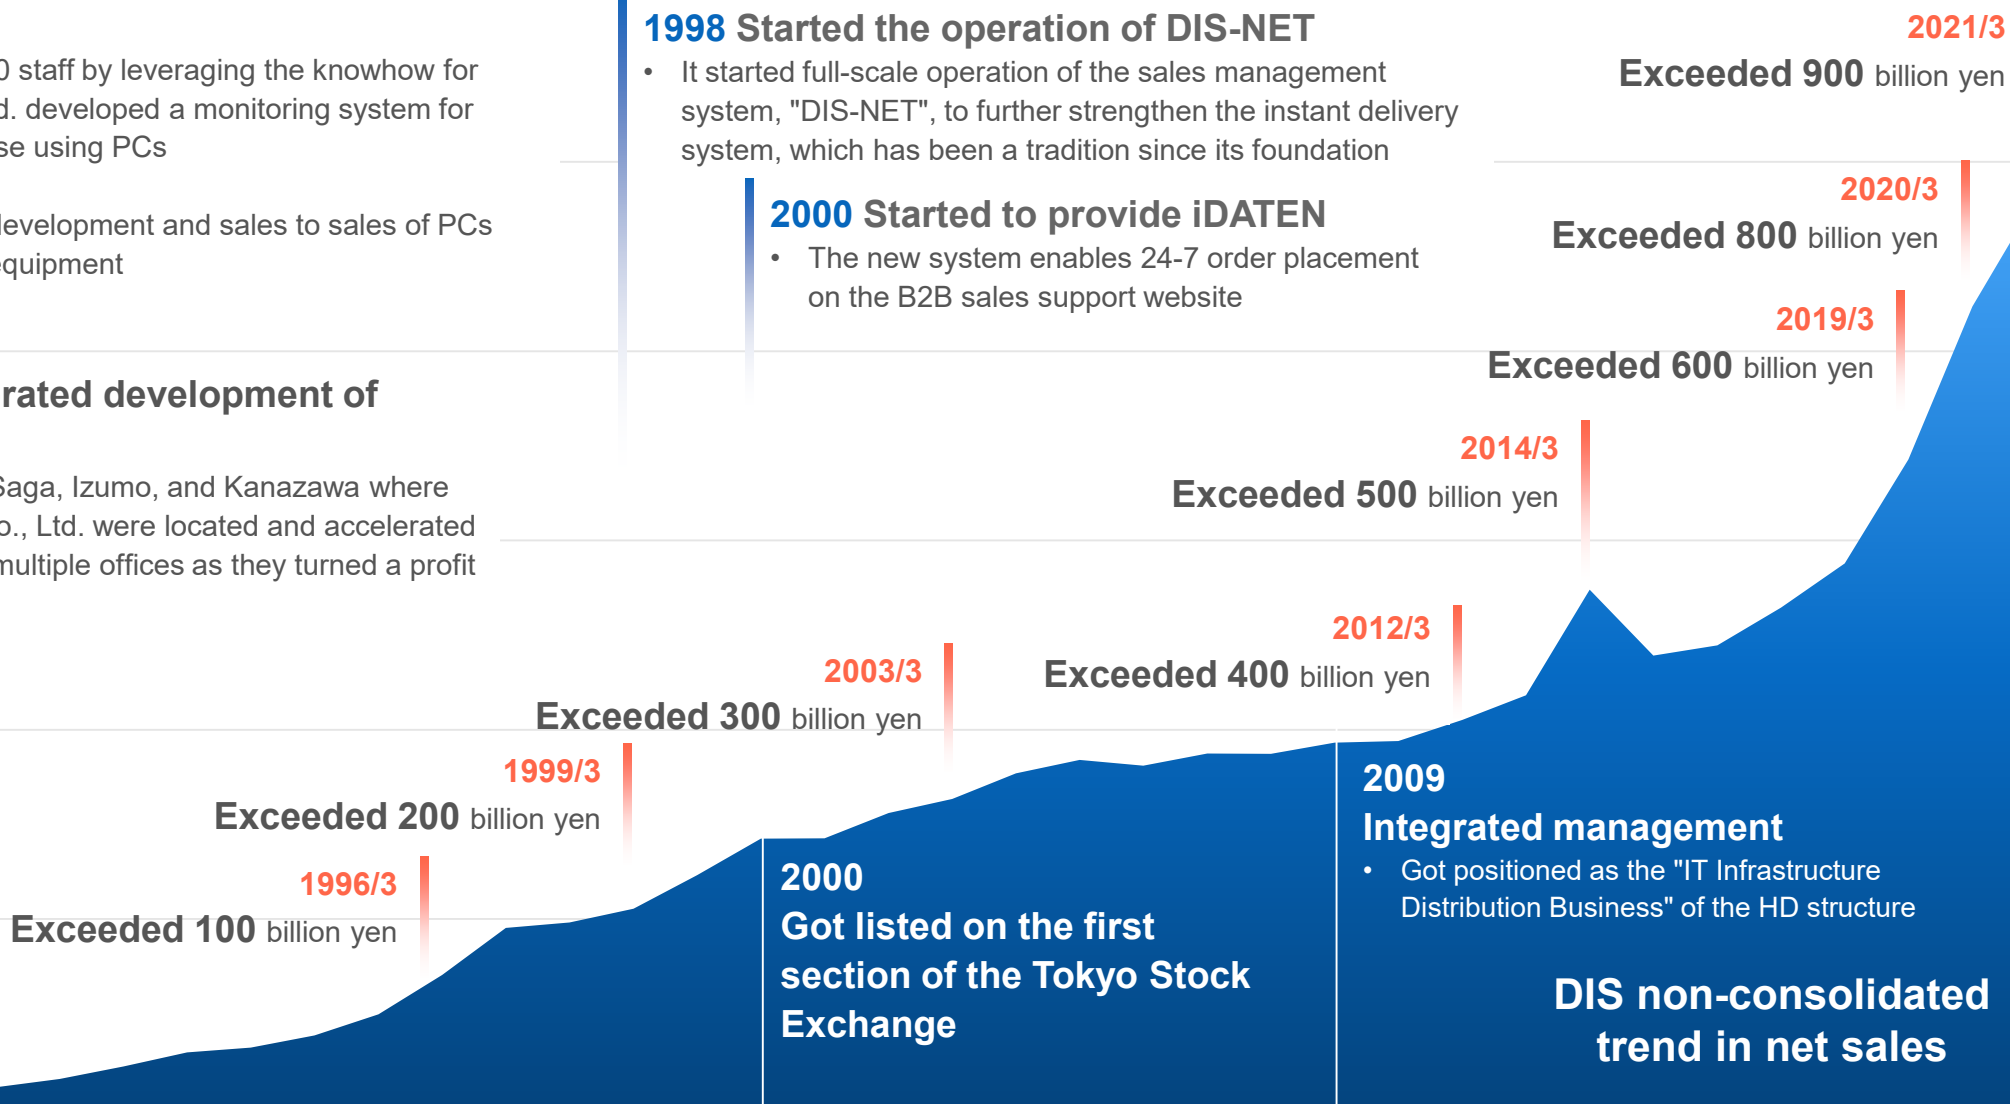 0 staff by leveraging the knowhow for
d. developed a monitoring system for
se using PCs
development and sales to sales of PCs
equipment
rated development of
Saga, Izumo, and Kanazawa where
o., Ltd. were located and accelerated
multiple offices as they turned a profit
1998 Started the operation of DIS-NET
• It started full-scale operation of the sales management
system, "DIS-NET", to further strengthen the instant delivery
system, which has been a tradition since its foundation
2000 Started to provide iDATEN
• The new system enables 24-7 order placement
on the B2B sales support website
2021/3
Exceeded 900 billion yen
2020/3
Exceeded 800 billion yen
2019/3
Exceeded 600 billion yen
2014/3
Exceeded 500 billion yen
2012/3
Exceeded 400 billion yen
2003/3
Exceeded 300 billion yen
1999/3
Exceeded 200 billion yen
1996/3
Exceeded 100 billion yen
2000
Got listed on the first
section of the Tokyo Stock
Exchange
2009
Integrated management
• Got positioned as the "IT Infrastructure
Distribution Business" of the HD structure
DIS non-consolidated
trend in net sales